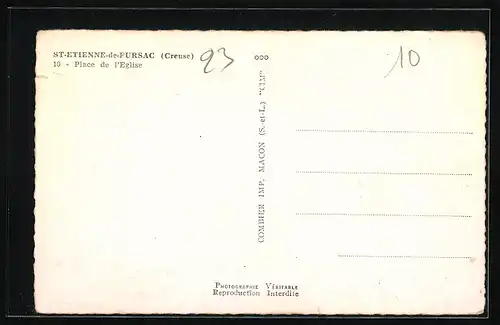 ST-ETIENNE-de-FURSAC (Creuse)
10 - Place de l'Eglise
23
10
COMBIER IMP. MACON (S.-et-L.) "CIM"
PHOTOGRAPHIE VÉRITABLE
Reproduction Interdite